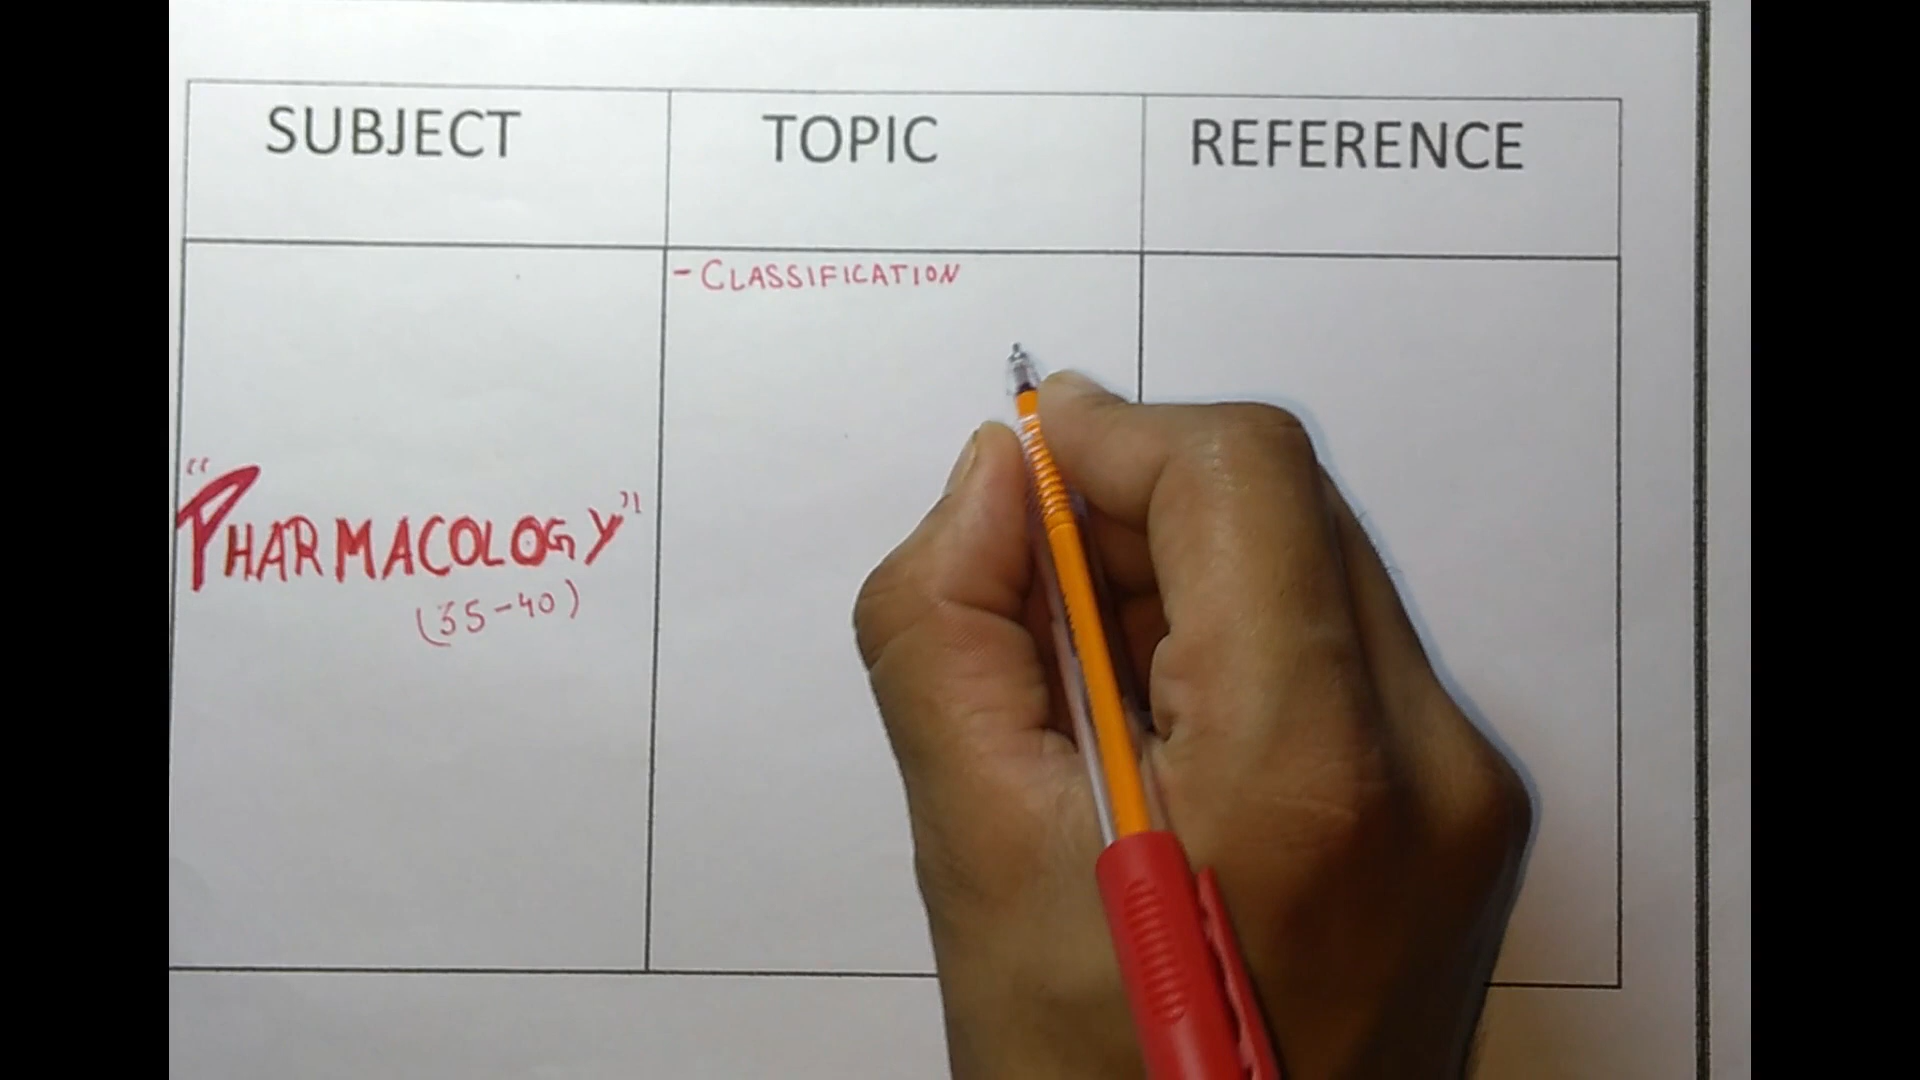 SUBJECT TOPIC REFERENCE
- CLASSIFICATION
"PHARMACOLOGY"
(35-40)